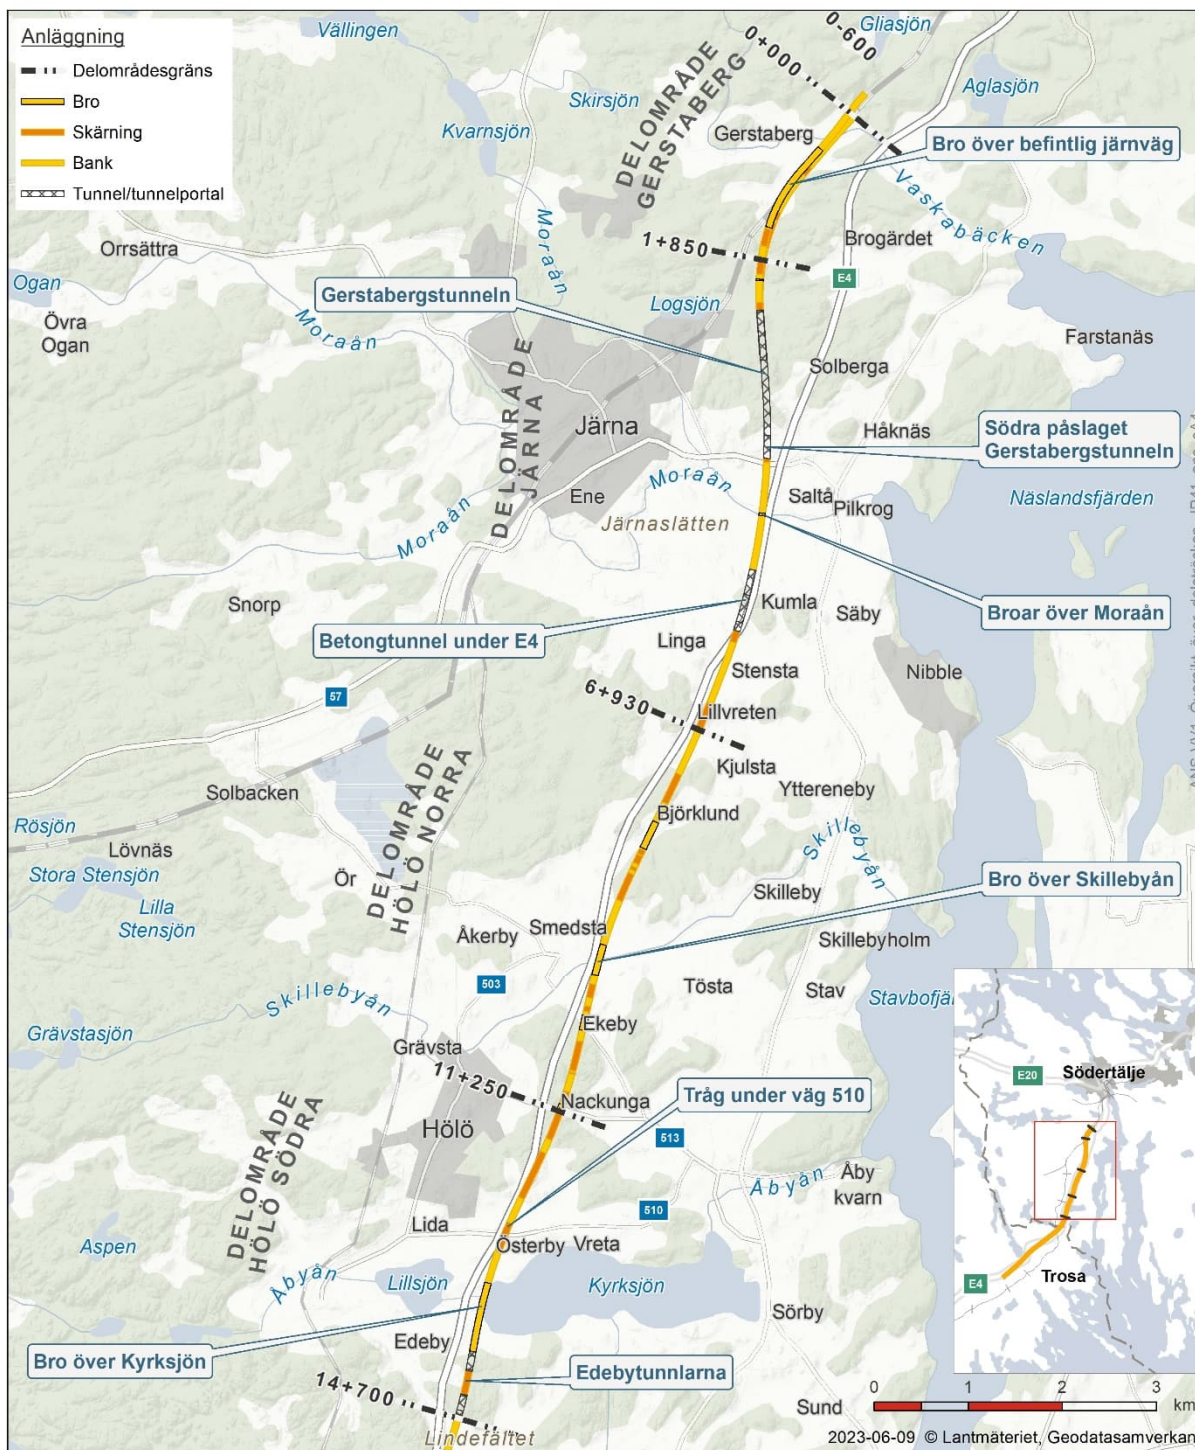 Anläggning
Delområdesgräns
Bro
Skärning
Bank
Tunnel/tunnelportal
Vällingen
0-600
Gliasjön
0+000
DELOMRÅDE
GERSTABERG
Skirsjön
Aglasjön
Kvarnsjön
Gerstaberg
Bro över befintlig järnväg
Vaskabäcken
Moraån
Orrsättra
1+850
Brogärdet
E4
Ogan
Gerstabergstunneln
Logsjön
Övra
Ogan
Moraån
Farstanäs
Solberga
DELOMRÅDE
JÄRNA
Järna
Håknäs
Södra påslaget
Gerstabergstunneln
Ene
Moraån
Saltå
Pilkrog
Näslandsfjärden
Järnaslätten
Moraån
Snorp
Kumla
Säby
Broar över Moraån
Betongtunnel under E4
Linga
Stensta
Nibble
57
6+930
Lillvreten
Kjulsta
DELOMRÅDE
HÖLÖ NORRA
Solbacken
Yttereneby
Björklund
Rösjön
Lövnäs
Skillebyån
Stora Stensjön
Ör
Bro över Skillebyån
Lilla
Stensjön
Skilleby
Smedsta
Åkerby
Skillebyholm
503
Tösta
Stav
Stavbofjä
Skillebyån
Grävstasjön
Ekeby
Grävsta
11+250
Södertälje
E20
Nackunga
Tråg under väg 510
Hölö
513
DELOMRÅDE
HÖLÖ SÖDRA
Åbyån
Åby
kvarn
510
Lida
Aspen
Österby
Vreta
Åbyån
Lillsjön
Kyrksjön
Trosa
E4
Sörby
Edeby
Bro över Kyrksjön
Edebytunnlarna
14+700
Sund
Lindefältet
0 1 2 3
km
2023-06-09 © Lantmäteriet, Geodatasamverkan